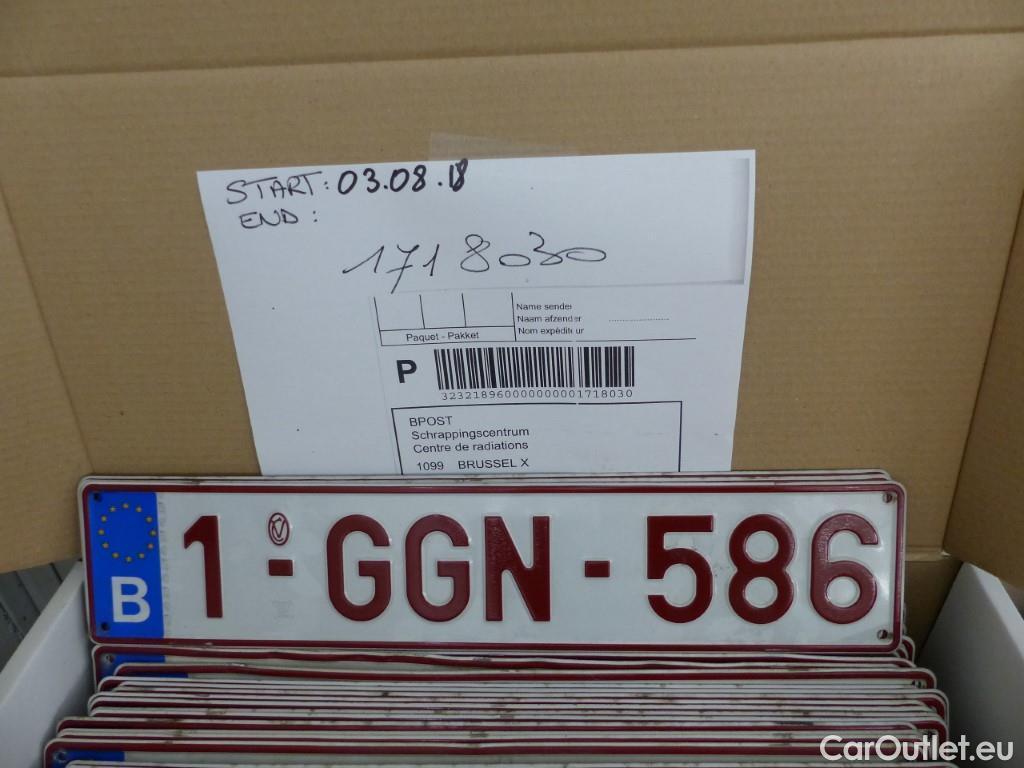 START: 03.08.18
END:
1718030
Name sender
Naam afzender ....................
Nom expéditeur
Paquet - Pakket
P
323218960000000001718030
BPOST
Schrappingscentrum
Centre de radiations
1099 BRUSSEL X
B 1-GGN-586
CarOutlet.eu